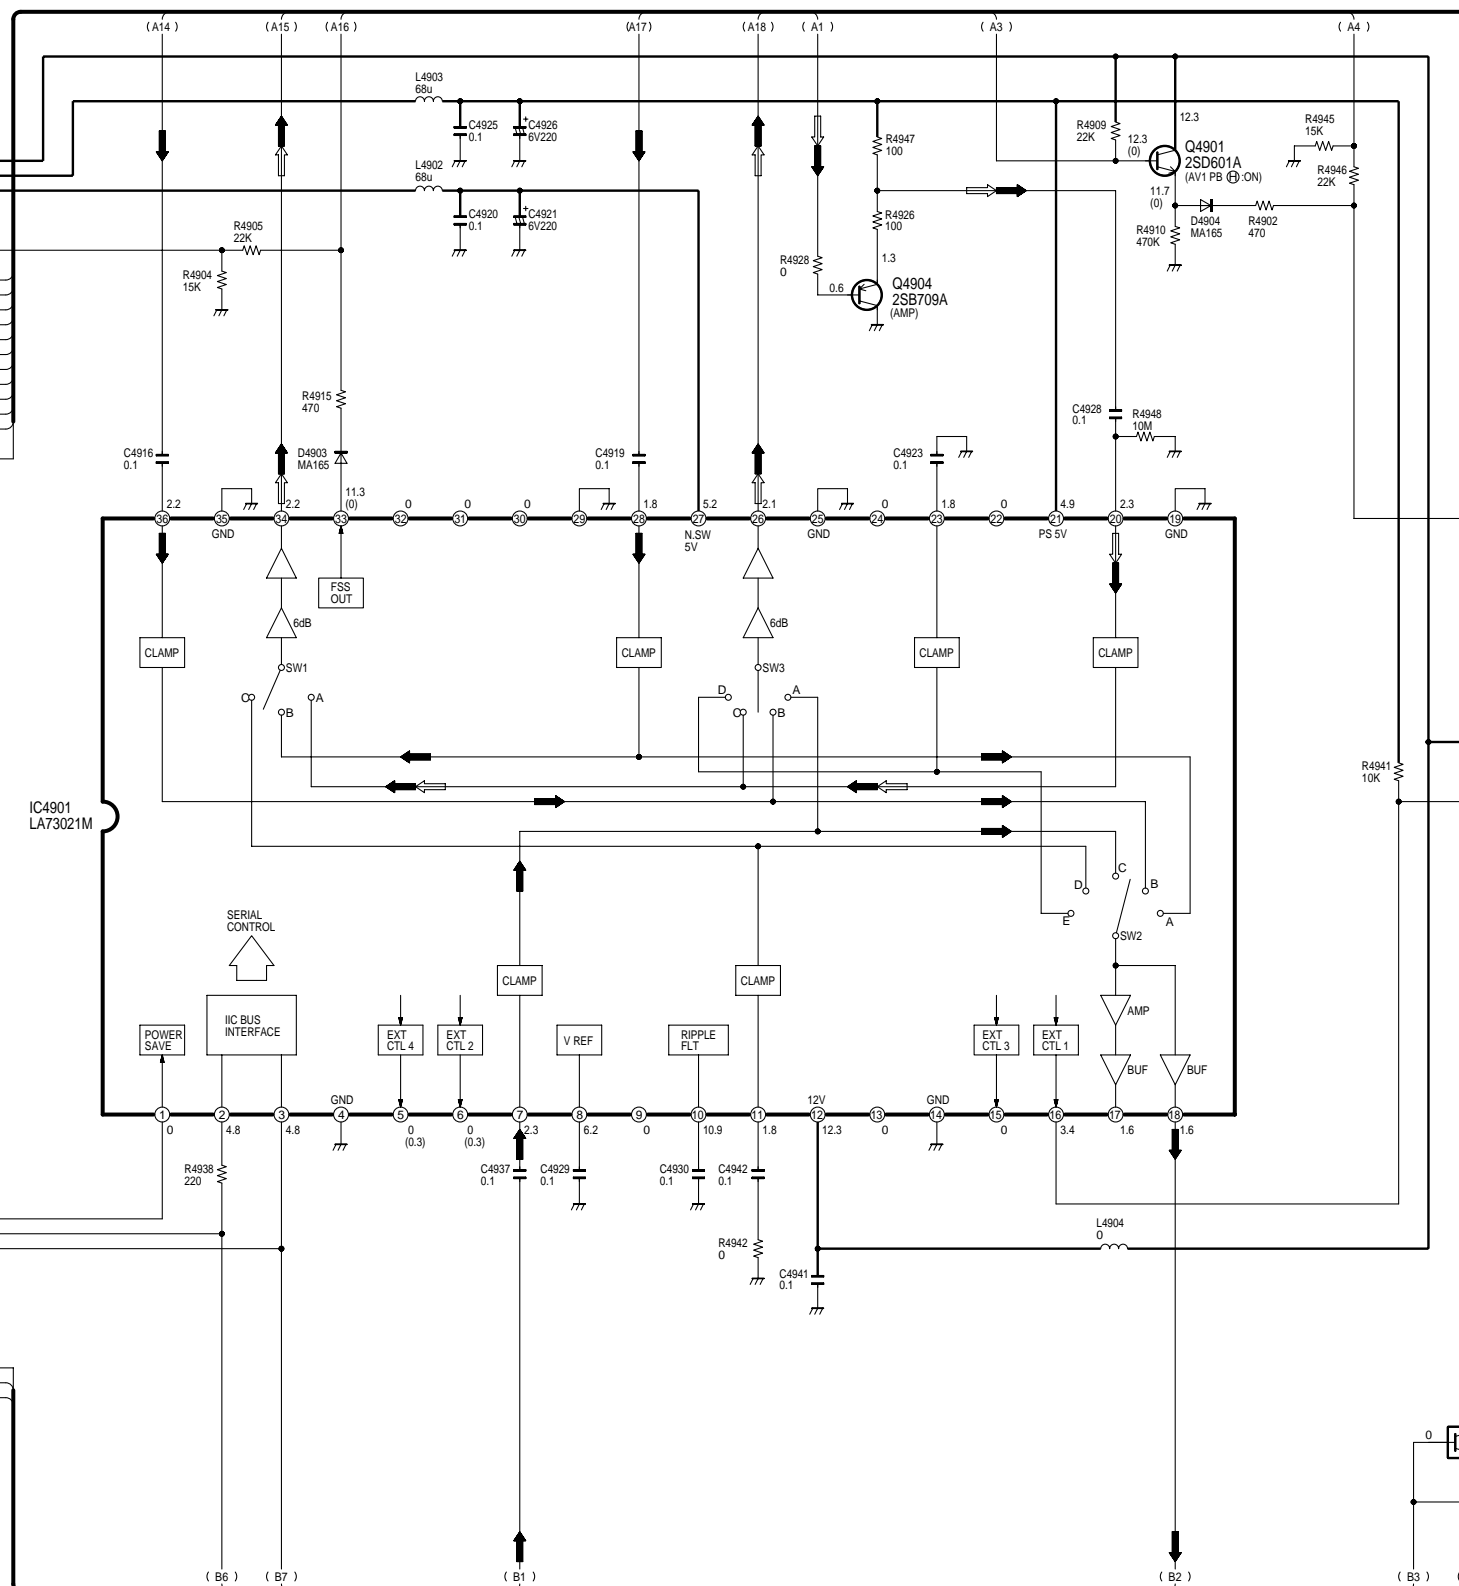 ( A14 )
( A15 )
( A16 )
( A17 )
( A18 )
( A1 )
( A3 )
( A4 )
L4903
68u
C4925
0.1
+
C4926
6V220
L4902
68u
C4920
0.1
+
C4921
6V220
R4905
22K
R4904
15K
R4947
100
R4926
100
R4928
0
1.3
0.6
Q4904
2SB709A
(AMP)
R4909
22K
12.3
(0)
12.3
Q4901
2SD601A
(AV1 PB H :ON)
11.7
(0)
R4910
470K
D4904
MA165
R4902
470
R4945
15K
R4946
22K
R4915
470
D4903
MA165
C4916
0.1
C4919
0.1
C4923
0.1
C4928
0.1
R4948
10M
2.2
2.2
11.3
(0)
0
0
0
1.8
5.2
2.1
0
1.8
0
4.9
2.3
36
35
34
33
32
31
30
29
28
27
26
25
24
23
22
21
20
19
GND
N.SW
5V
GND
PS 5V
GND
FSS
OUT
6dB
6dB
CLAMP
CLAMP
CLAMP
CLAMP
SW1
C
B
A
SW3
D
C
B
A
R4941
10K
IC4901
LA73021M
D
C
B
E
A
SW2
SERIAL
CONTROL
CLAMP
CLAMP
IIC BUS
INTERFACE
POWER
SAVE
EXT
CTL 4
EXT
CTL 2
V REF
RIPPLE
FLT
EXT
CTL 3
EXT
CTL 1
AMP
BUF
BUF
GND
12V
GND
1
2
3
4
5
6
7
8
9
10
11
12
13
14
15
16
17
18
0
4.8
4.8
0
(0.3)
0
(0.3)
2.3
6.2
0
10.9
1.8
12.3
0
0
3.4
1.6
1.6
R4938
220
C4937
0.1
C4929
0.1
C4930
0.1
C4942
0.1
R4942
0
C4941
0.1
L4904
0
0
( B6 )
( B7 )
( B1 )
( B2 )
( B3 )